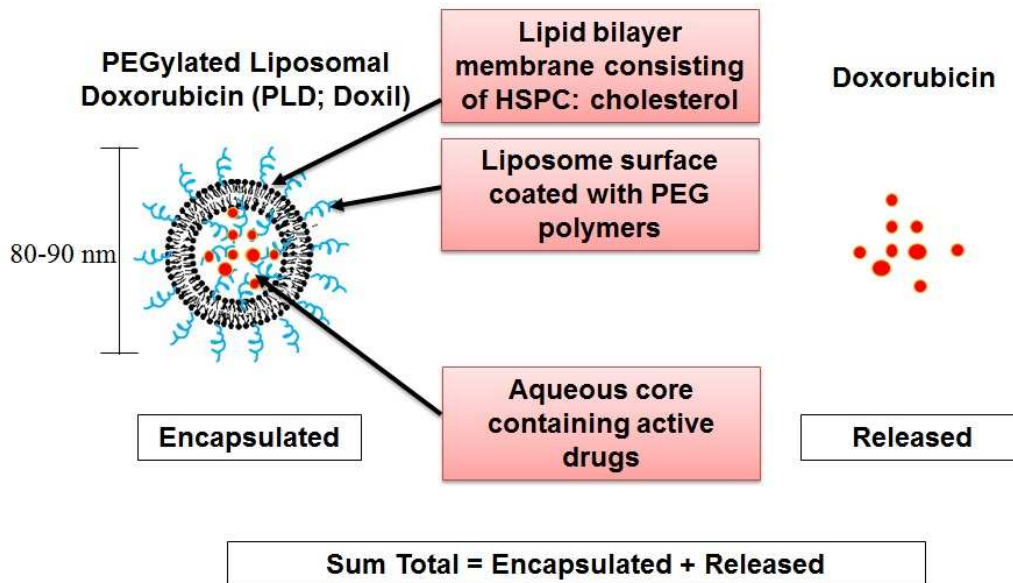 PEGylated Liposomal
Doxorubicin (PLD; Doxil)
Lipid bilayer
membrane consisting
of HSPC: cholesterol
Doxorubicin
Liposome surface
coated with PEG
polymers
80-90 nm
Aqueous core
containing active
drugs
Encapsulated
Released
Sum Total = Encapsulated + Released